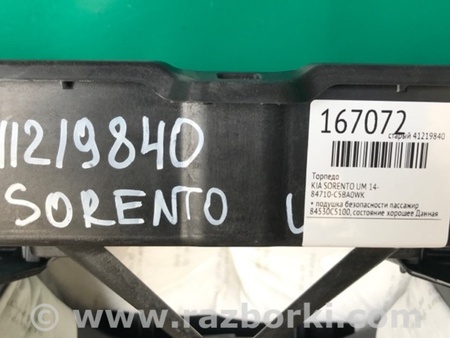 41219840
SORENTO U
167072
старый 41219840
Торпедо
KIA SORENTO UM 14-
84710-C5BA0WK
+ подушка безопасности пассажир
84530C5100, состояние хорошее Данная
www.razborki.com